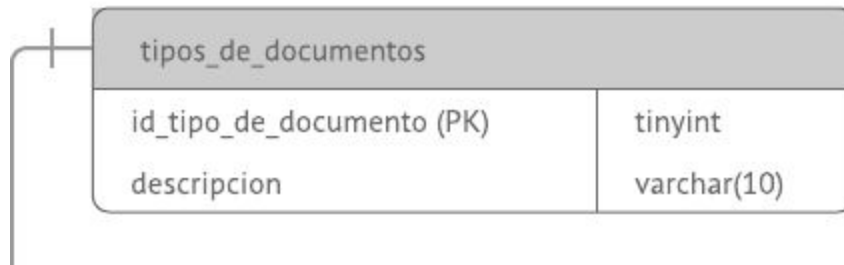 tipos_de_documentos
id_tipo_de_documento (PK) tinyint
descripcion varchar(10)